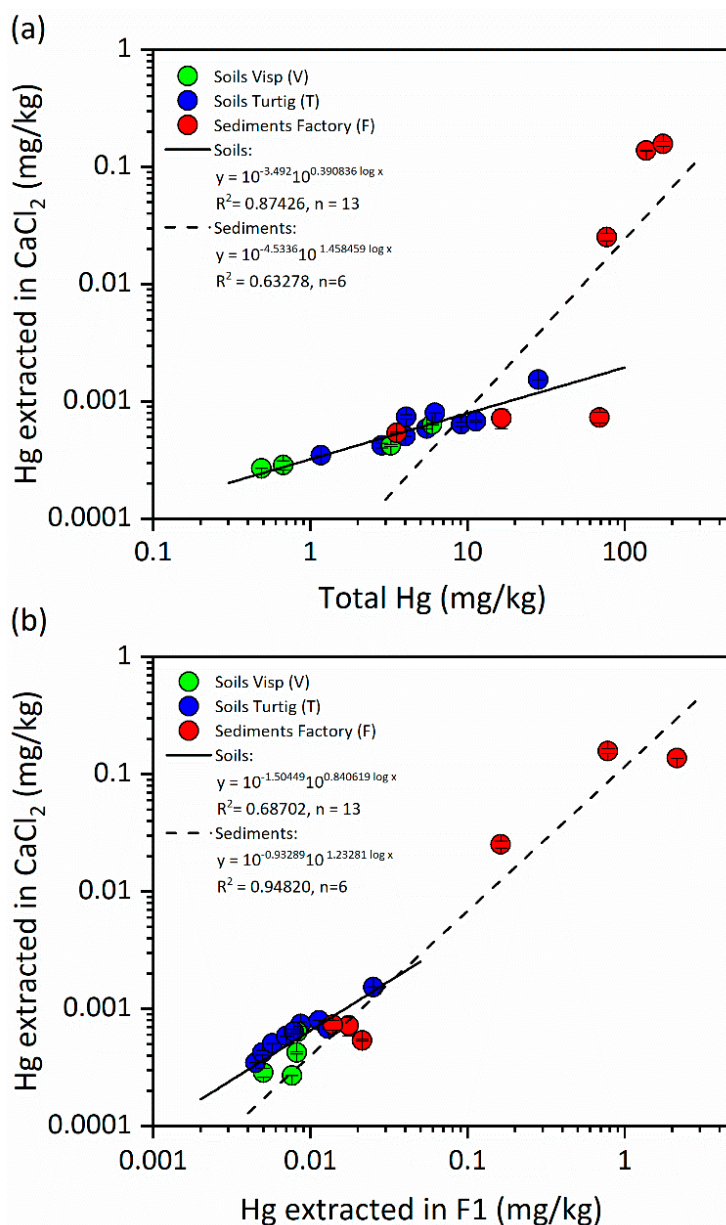 (a)
Hg extracted in CaCl₂ (mg/kg)
1
0.1
0.01
0.001
0.0001
Soils Visp (V)
Soils Turtig (T)
Sediments Factory (F)
Soils:
y = 10^-3.492 10^0.390836 log x
R² = 0.87426, n = 13
Sediments:
y = 10^-4.5336 10^1.458459 log x
R² = 0.63278, n=6
0.1 1 10 100
Total Hg (mg/kg)
(b)
Hg extracted in CaCl₂ (mg/kg)
1
0.1
0.01
0.001
0.0001
Soils Visp (V)
Soils Turtig (T)
Sediments Factory (F)
Soils:
y = 10^-1.50449 10^0.840619 log x
R²= 0.68702, n = 13
Sediments:
y = 10^-0.93289 10^1.23281 log x
R² = 0.94820, n=6
0.001 0.01 0.1 1
Hg extracted in F1 (mg/kg)